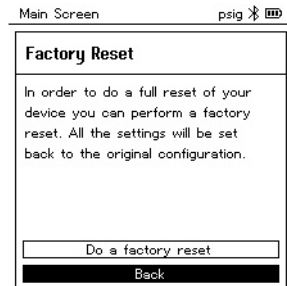 Main Screen psig
Factory Reset
In order to do a full reset of your
device you can perform a factory
reset. All the settings will be set
back to the original configuration.
Do a factory reset
Back